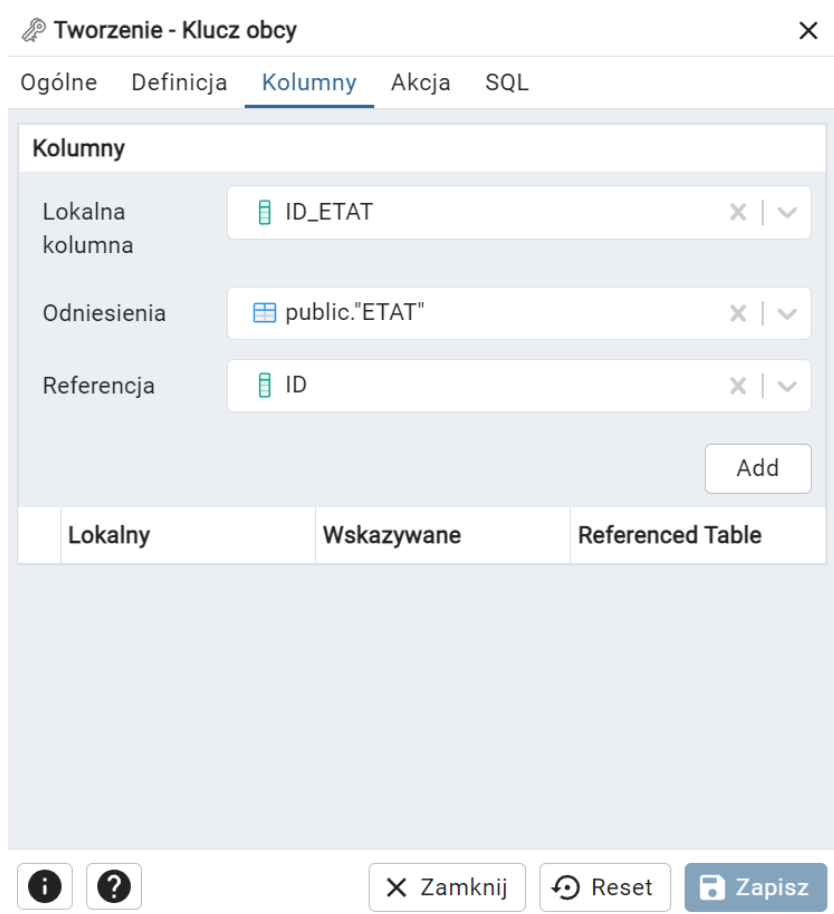 Tworzenie - Klucz obcy
Ogólne Definicja Kolumny Akcja SQL
Kolumny
Lokalna kolumna
ID_ETAT
Odniesienia
public."ETAT"
Referencja
ID
Add
Lokalny Wskazywane Referenced Table
Zamknij Reset Zapisz